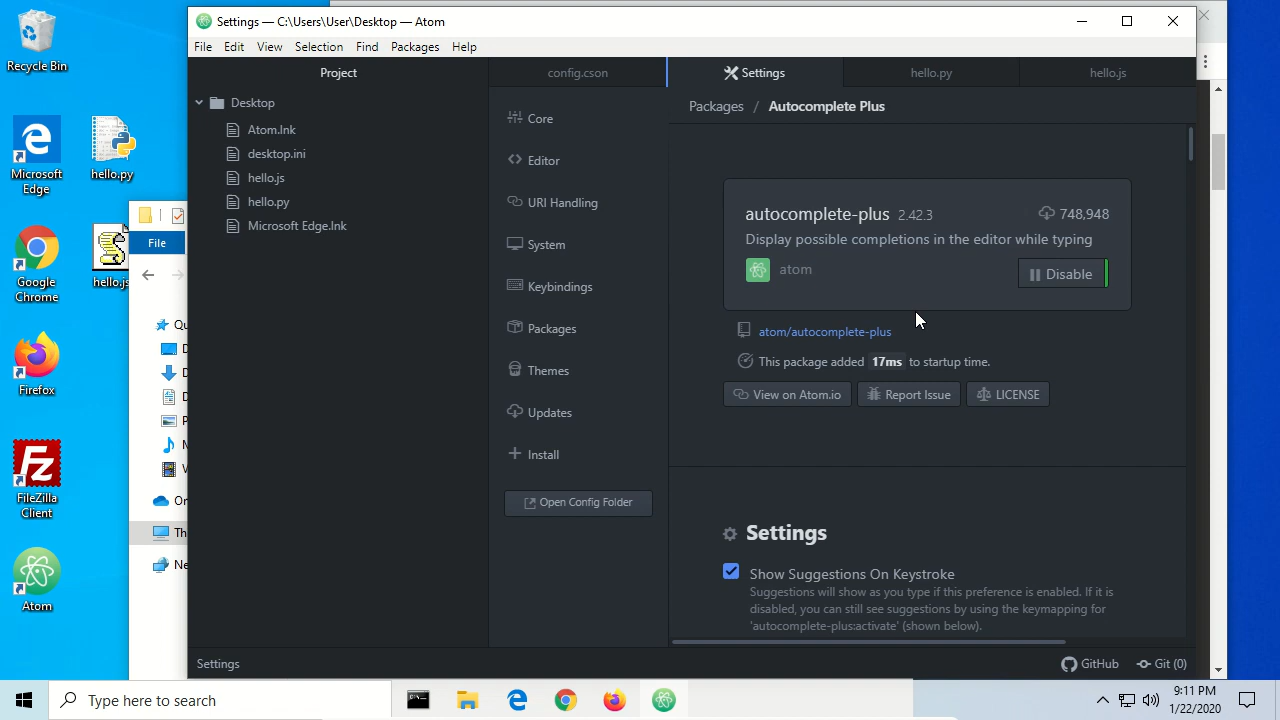 Settings — C:\Users\User\Desktop — Atom
File Edit View Selection Find Packages Help
Project
config.cson
Settings
hello.py
hello.js
Desktop
Atom.lnk
desktop.ini
hello.js
hello.py
Microsoft Edge.lnk
Core
Editor
URI Handling
System
Keybindings
Packages
Themes
Updates
Install
Open Config Folder
Packages / Autocomplete Plus
autocomplete-plus 2.42.3
748,948
Display possible completions in the editor while typing
atom
Disable
atom/autocomplete-plus
This package added 17ms to startup time.
View on Atom.io
Report Issue
LICENSE
Settings
Show Suggestions On Keystroke
Suggestions will show as you type if this preference is enabled. If it is
disabled, you can still see suggestions by using the keymapping for
'autocomplete-plus:activate' (shown below).
Settings
GitHub
Git (0)
Recycle Bin
Microsoft
Edge
hello.py
Google
Chrome
hello.js
Firefox
FileZilla
Client
Atom
File
Type here to search
9:11 PM
1/22/2020